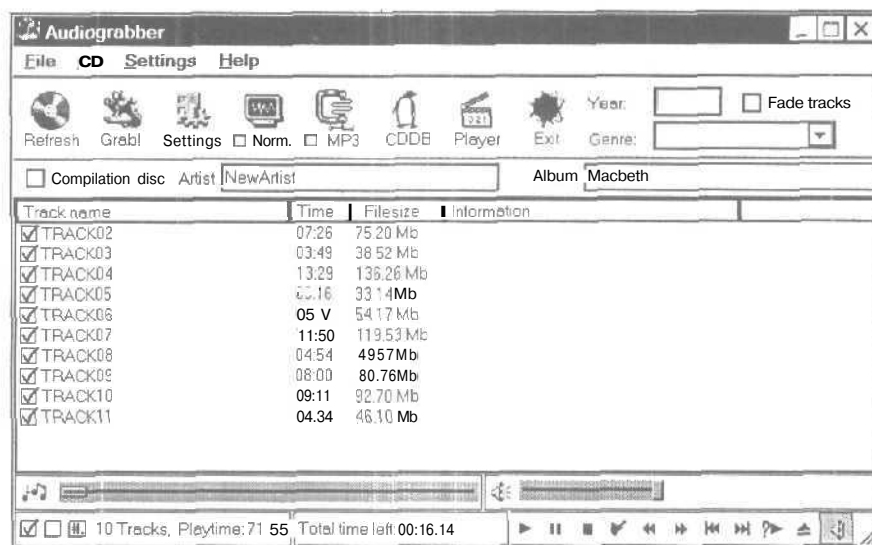 Audiograbber
File CD Settings Help
Refresh Grab! Settings Norm. MP3 CDDB Player Exit
Year: Fade tracks
Genre:
Compilation disc Artist NewArtist Album Macbeth
Track name Time Filesize Information
TRACK02 07:26 75.20 Mb
TRACK03 03:49 38.52 Mb
TRACK04 13:29 136.26 Mb
TRACK05 33 14Mb
TRACK06 05 V 54.17 Mb
TRACK07 11:50 119.53 Mb
TRACK08 04:54 4957Mb
TRACK09 08:00 80.76Mb
TRACK10 09:11 92.70 Mb
TRACK11 04.34 46.10 Mb
10 Tracks, Playtime: 71 55 Total time left: 00:16.14